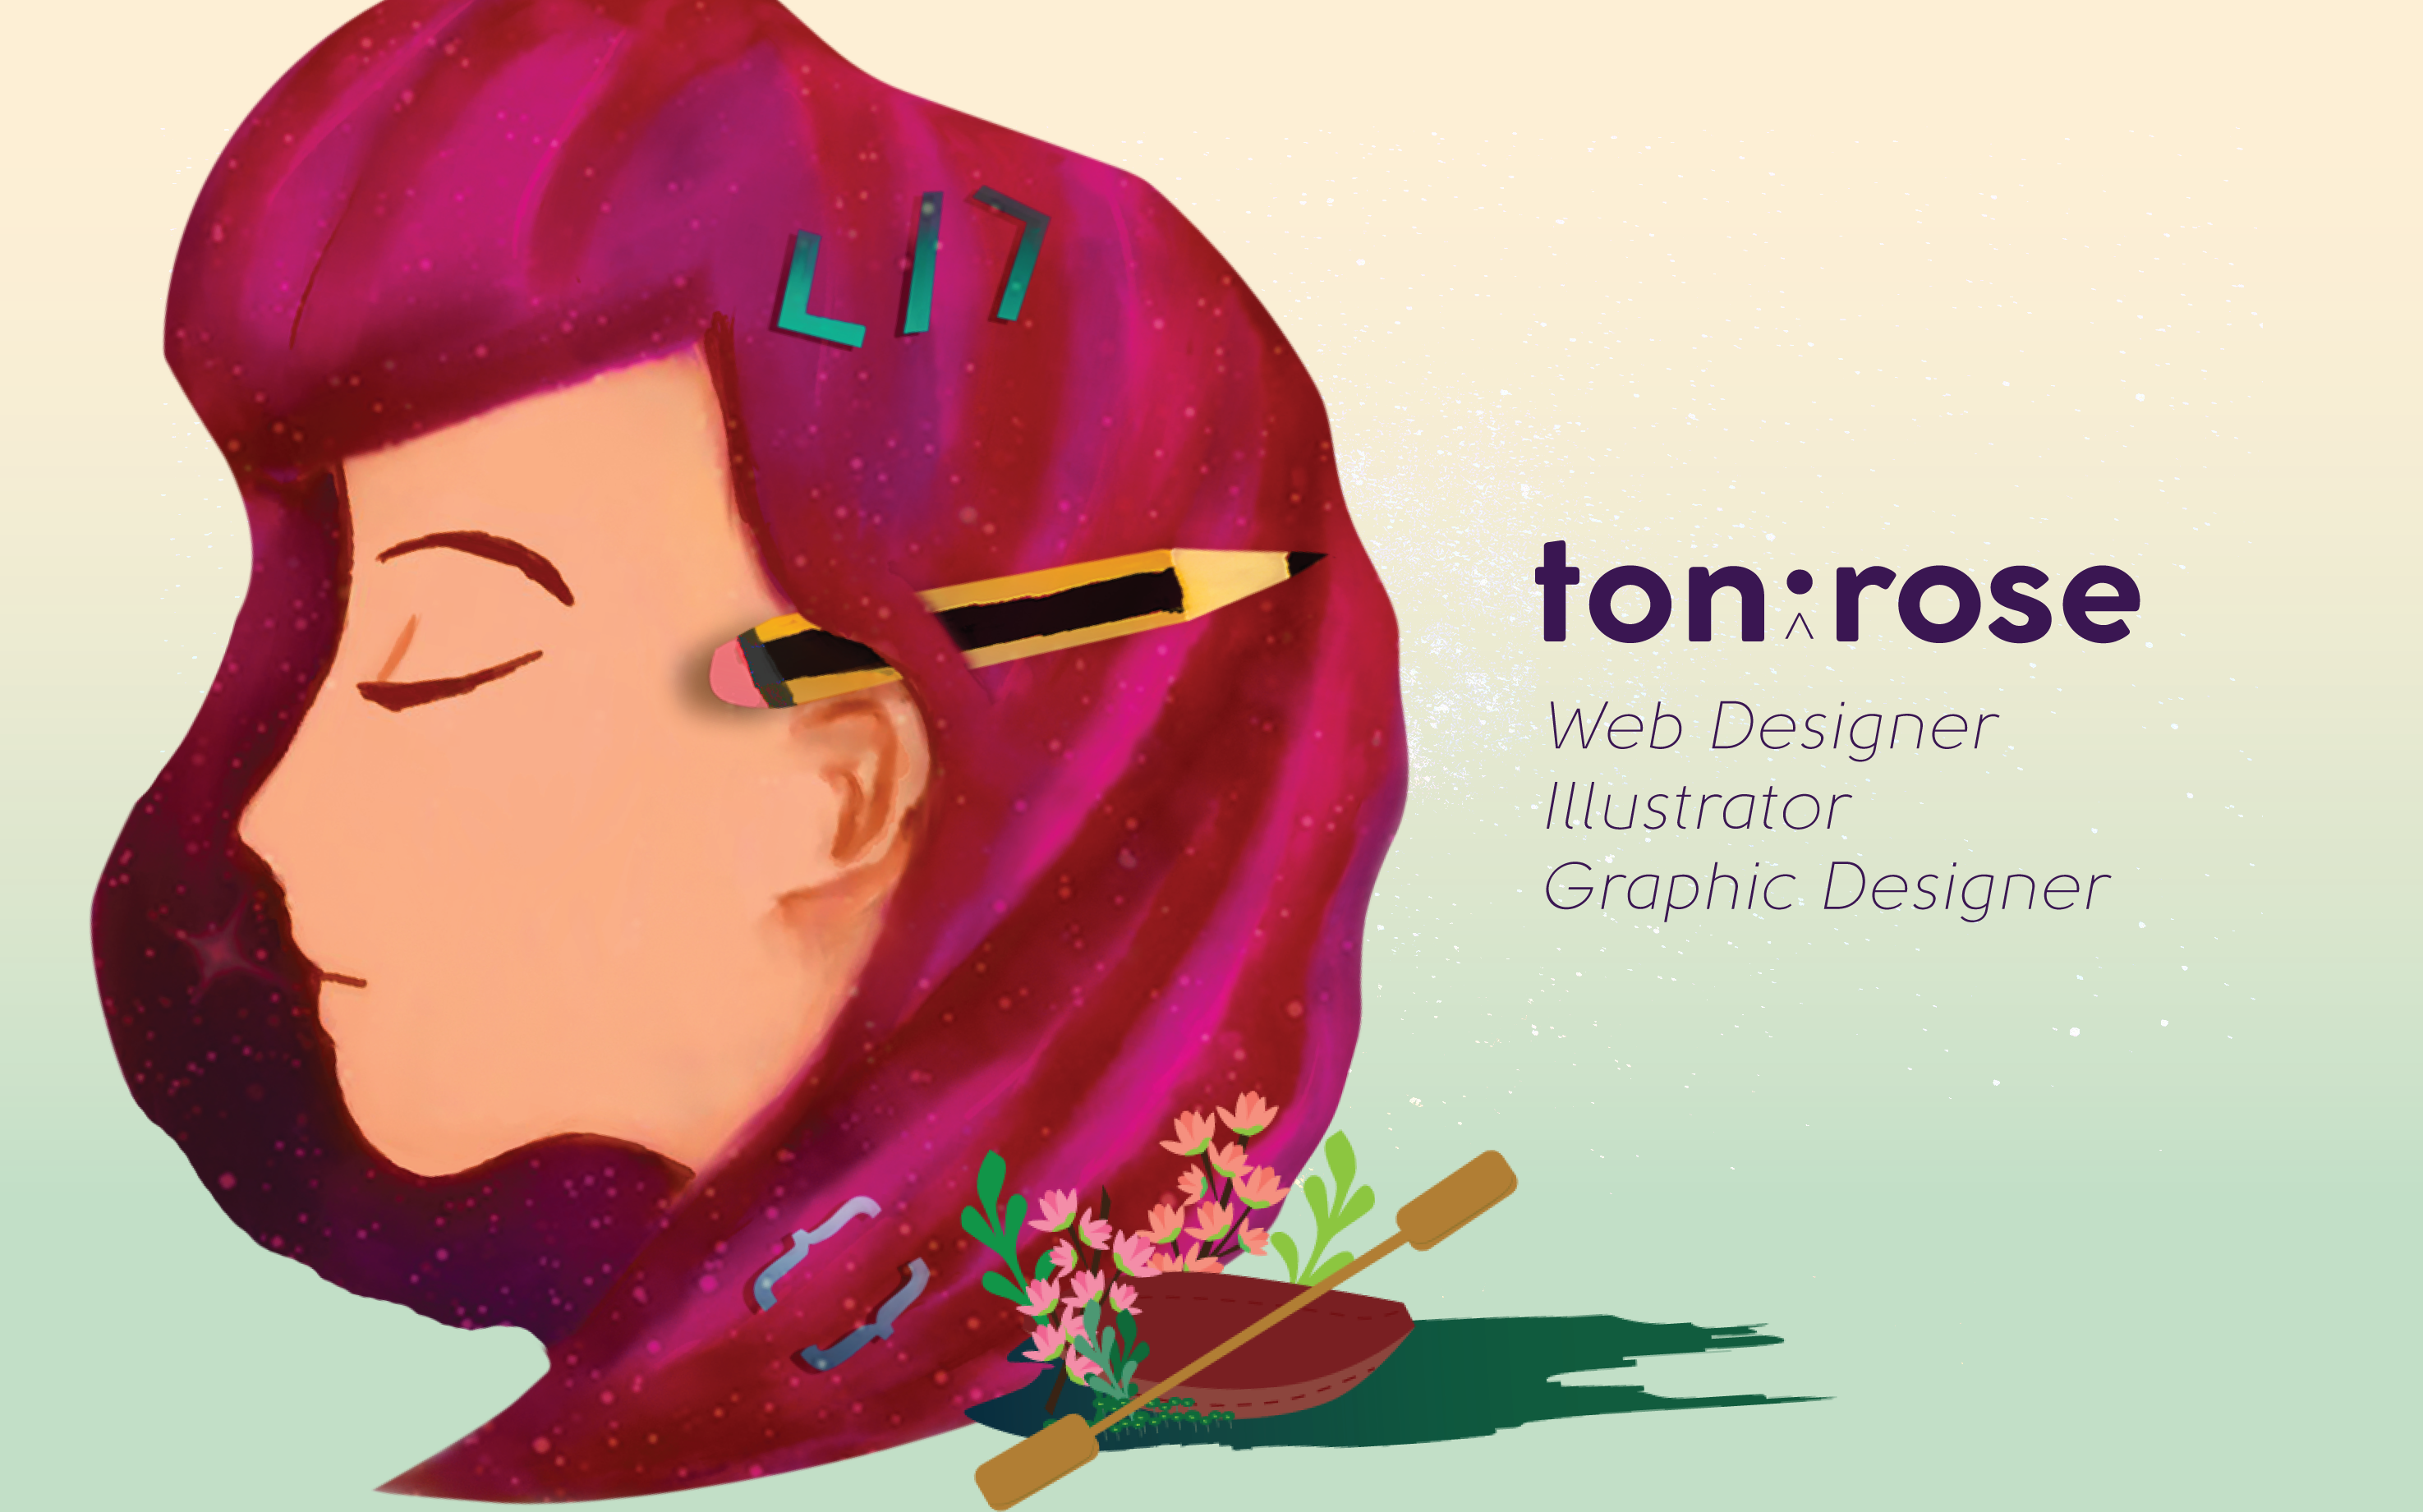 </>
ton:rose
Web Designer
Illustrator
Graphic Designer
{ }